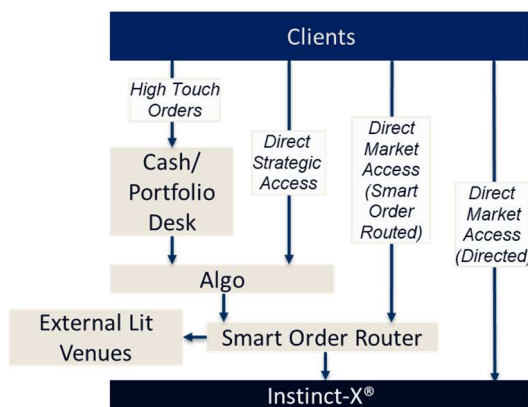 Clients
High Touch
Orders
Cash/
Portfolio
Desk
Direct
Strategic
Access
Direct
Market
Access
(Smart
Order
Routed)
Direct
Market
Access
(Directed)
Algo
External Lit
Venues
Smart Order Router
Instinct-X®